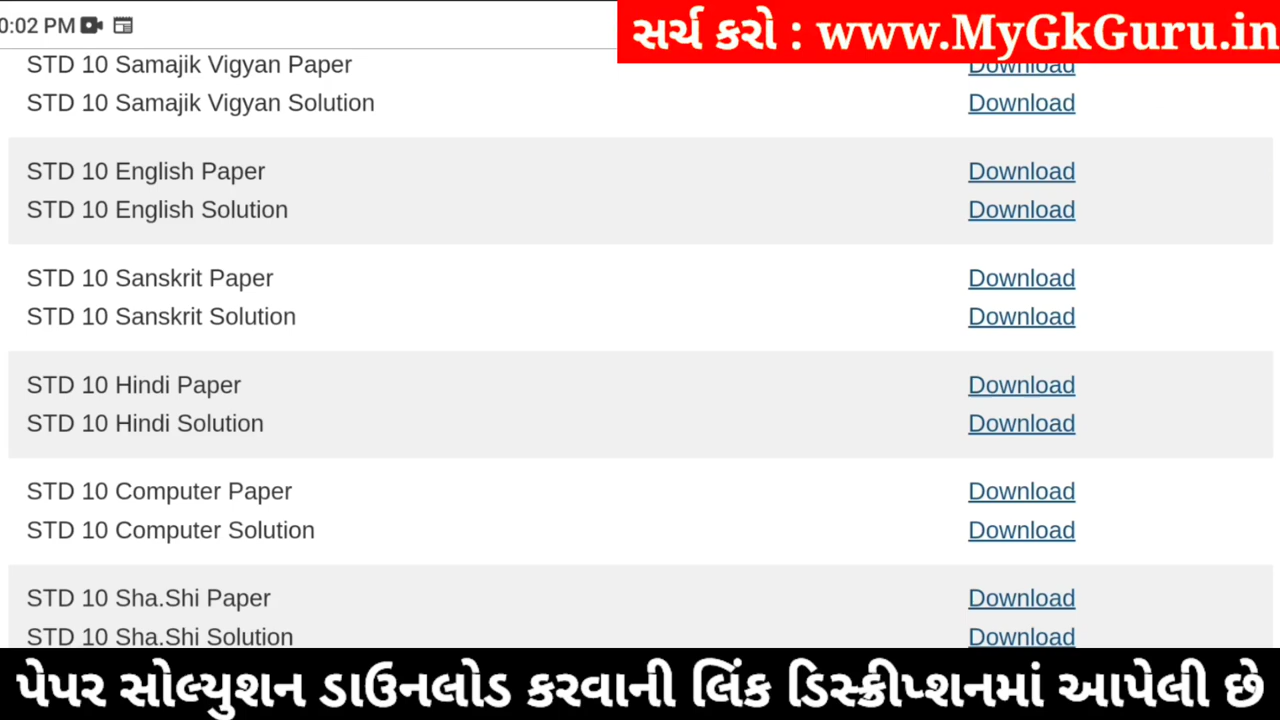 0:02 PM
સર્ચ કરો : www.MyGkGuru.in
STD 10 Samajik Vigyan Paper Download
STD 10 Samajik Vigyan Solution Download
STD 10 English Paper Download
STD 10 English Solution Download
STD 10 Sanskrit Paper Download
STD 10 Sanskrit Solution Download
STD 10 Hindi Paper Download
STD 10 Hindi Solution Download
STD 10 Computer Paper Download
STD 10 Computer Solution Download
STD 10 Sha.Shi Paper Download
STD 10 Sha.Shi Solution Download
પેપર સોલ્યુશન ડાઉનલોડ કરવાની લિંક ડિસ્ક્રીપ્શનમાં આપેલી છે